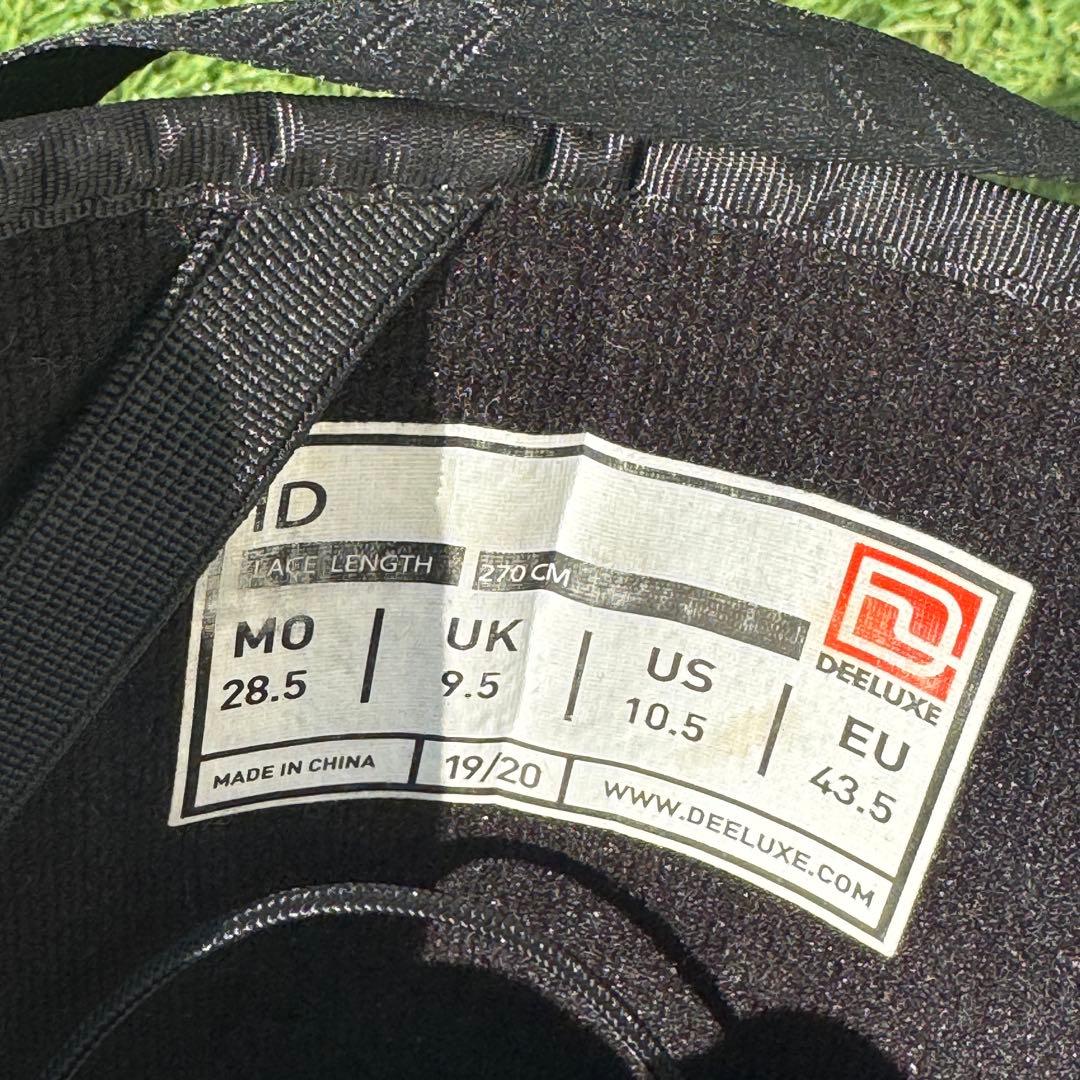 ID
LACE LENGTH 270 CM
MO UK US EU
28.5 9.5 10.5 43.5
DEELUXE
MADE IN CHINA 19/20 WWW.DEELUXE.COM